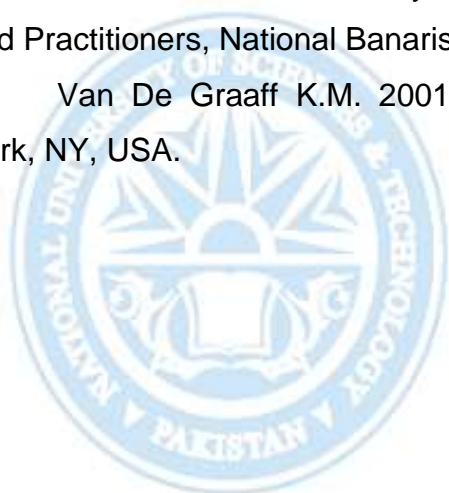 d Practitioners, National Banaris
Van De Graaff K.M. 2001
rk, NY, USA.
NATIONAL UNIVERSITY OF SCIENCES & TECHNOLOGY
PAKISTAN